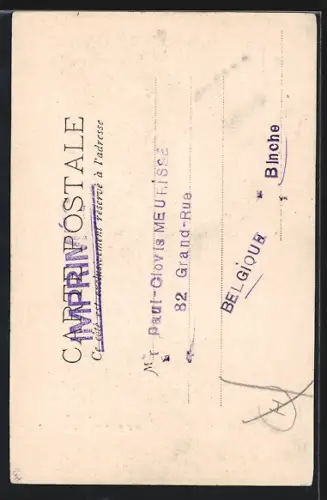 CARTE POSTALE
IMPRIMÉ
Ce côté est exclusivement réservé à l'adresse
Mr Paul-Clovis MEURISSE
82 Grand-Rue
Binche
BELGIQUE
H